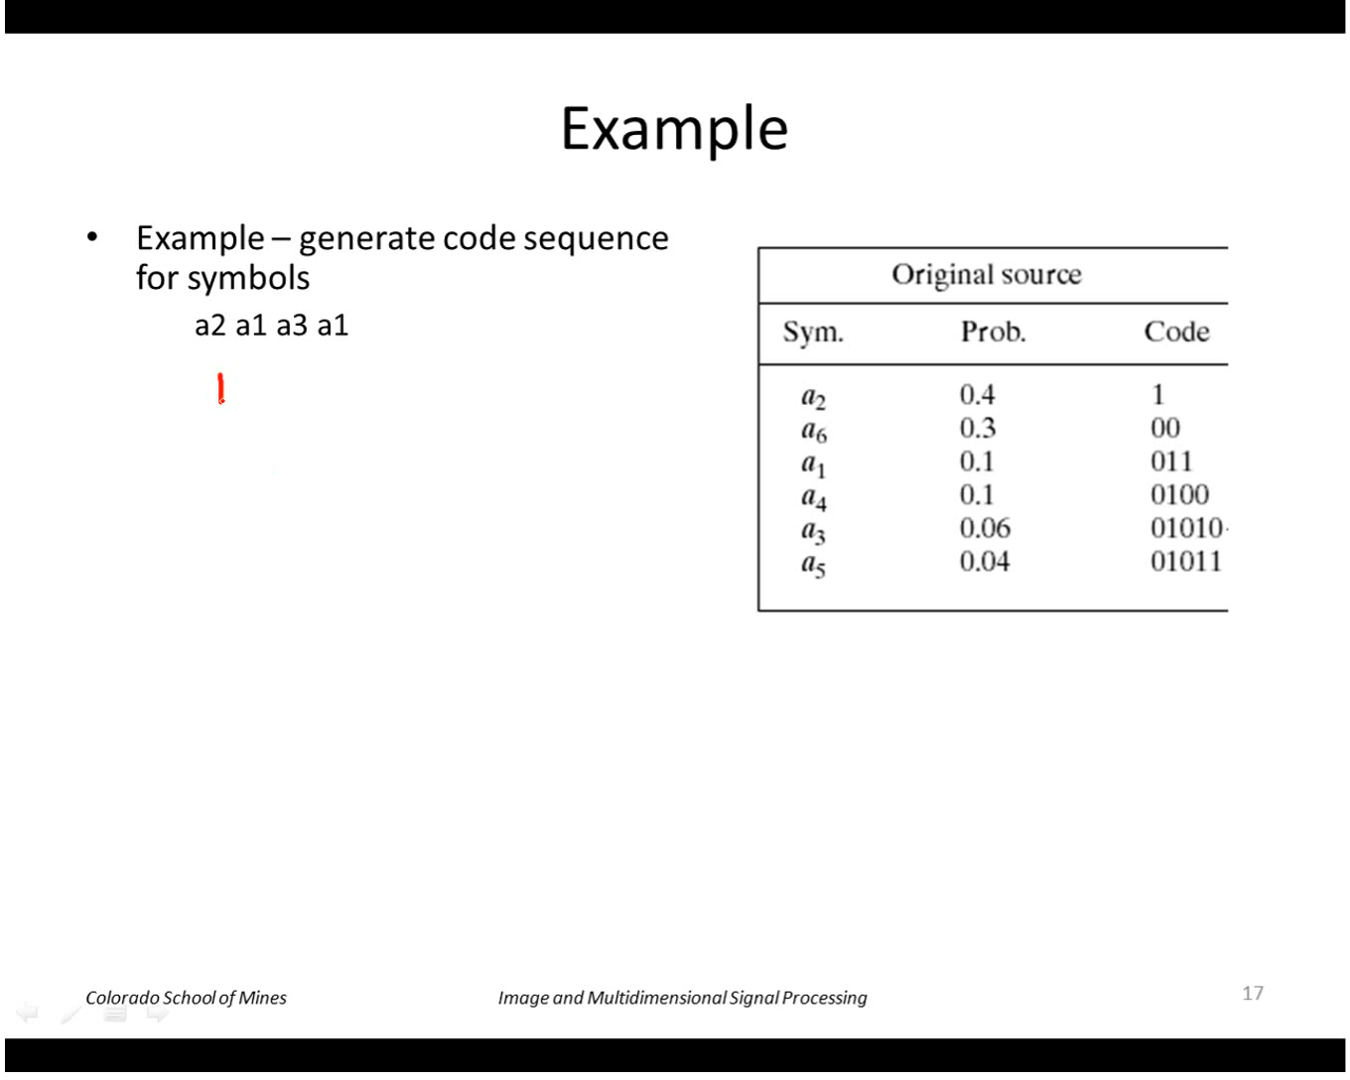 Example
• Example – generate code sequence
for symbols
a2 a1 a3 a1
1
Original source
Sym. Prob. Code
a2 0.4 1
a6 0.3 00
a1 0.1 011
a4 0.1 0100
a3 0.06 01010
a5 0.04 01011
Colorado School of Mines Image and Multidimensional Signal Processing 17